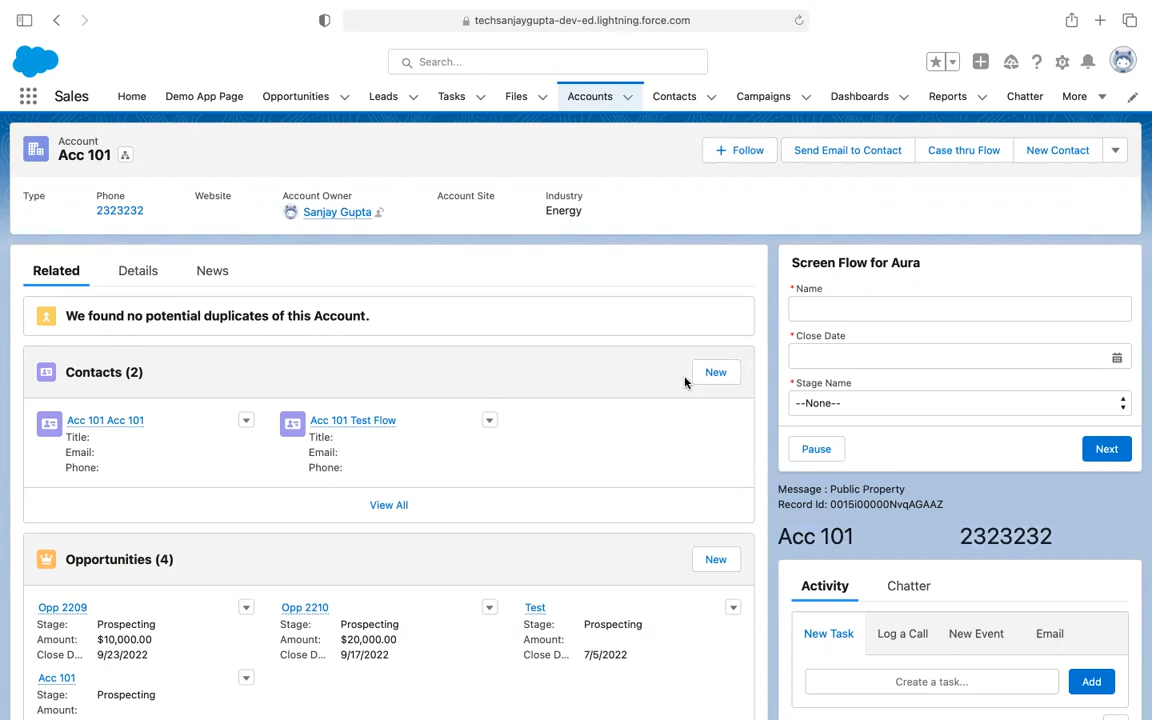 techsanjaygupta-dev-ed.lightning.force.com
Search...
Sales Home Demo App Page Opportunities Leads Tasks Files Accounts Contacts Campaigns Dashboards Reports Chatter More
Account
Acc 101
Follow Send Email to Contact Case thru Flow New Contact
Type Phone Website Account Owner Account Site Industry
2323232 Sanjay Gupta Energy
Related Details News
We found no potential duplicates of this Account.
Contacts (2) New
Acc 101 Acc 101 Acc 101 Test Flow
Title: Title:
Email: Email:
Phone: Phone:
View All
Opportunities (4) New
Opp 2209 Opp 2210 Test
Stage: Prospecting Stage: Prospecting Stage: Prospecting
Amount: $10,000.00 Amount: $20,000.00 Amount:
Close D... 9/23/2022 Close D... 9/17/2022 Close D... 7/5/2022
Acc 101
Stage: Prospecting
Amount:
Screen Flow for Aura
* Name
* Close Date
* Stage Name
--None--
Pause Next
Message : Public Property
Record Id: 0015i00000NvqAGAAZ
Acc 101 2323232
Activity Chatter
New Task Log a Call New Event Email
Create a task... Add